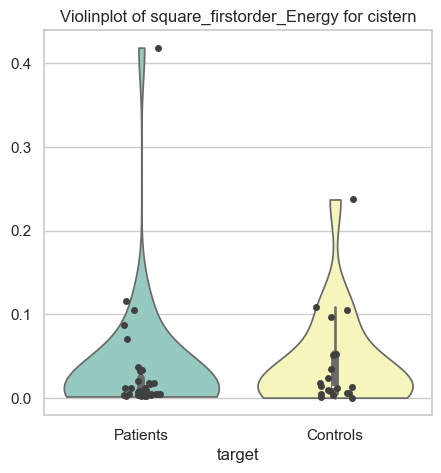 Violinplot of square_firstorder_Energy for cistern
0.4
0.3
0.2
0.1
0.0
Patients
Controls
target